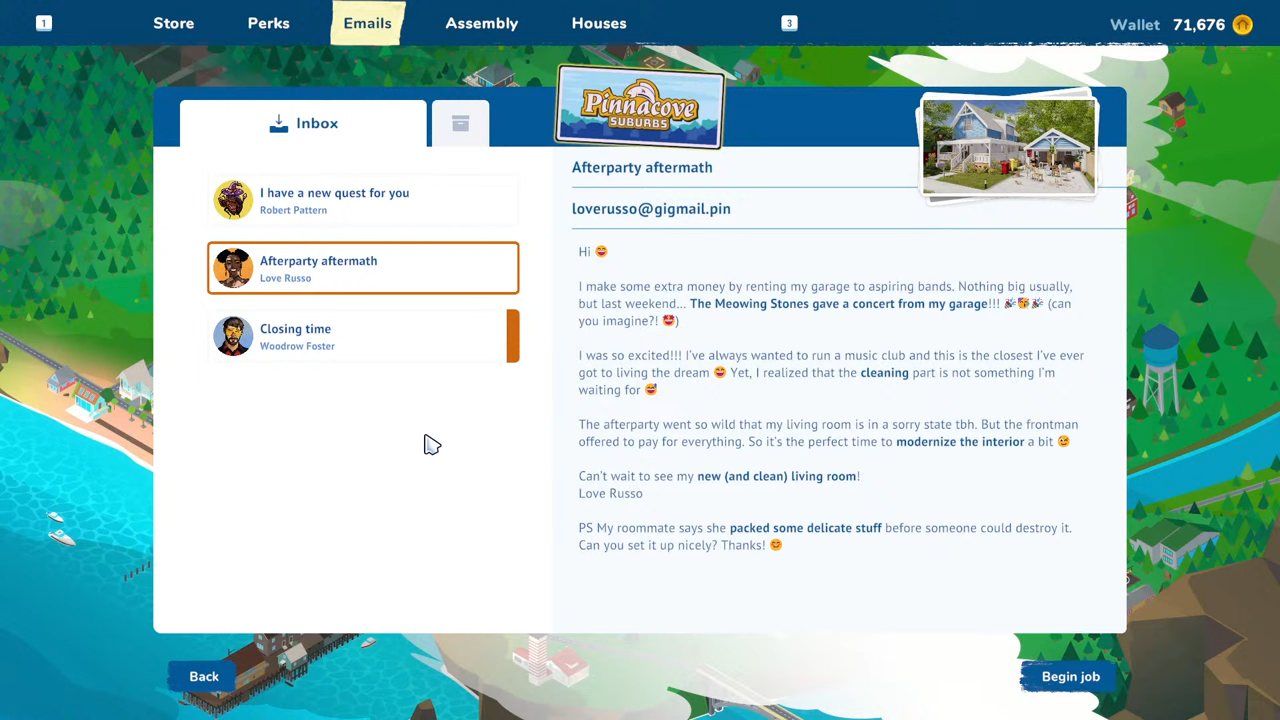 1
Store
Perks
Emails
Assembly
Houses
3
Wallet 71,676
Inbox
Pinnacove
SUBURBS
I have a new quest for you
Robert Pattern
Afterparty aftermath
Love Russo
Closing time
Woodrow Foster
Afterparty aftermath
loverusso@gigmail.pin
Hi 😄
I make some extra money by renting my garage to aspiring bands. Nothing big usually,
but last weekend... The Meowing Stones gave a concert from my garage!!! 🎉🥳🎉 (can
you imagine?! 🤩)
I was so excited!!! I've always wanted to run a music club and this is the closest I've ever
got to living the dream 😄 Yet, I realized that the cleaning part is not something I'm
waiting for 😅
The afterparty went so wild that my living room is in a sorry state tbh. But the frontman
offered to pay for everything. So it's the perfect time to modernize the interior a bit 😉
Can't wait to see my new (and clean) living room!
Love Russo
PS My roommate says she packed some delicate stuff before someone could destroy it.
Can you set it up nicely? Thanks! 😊
Back
Begin job